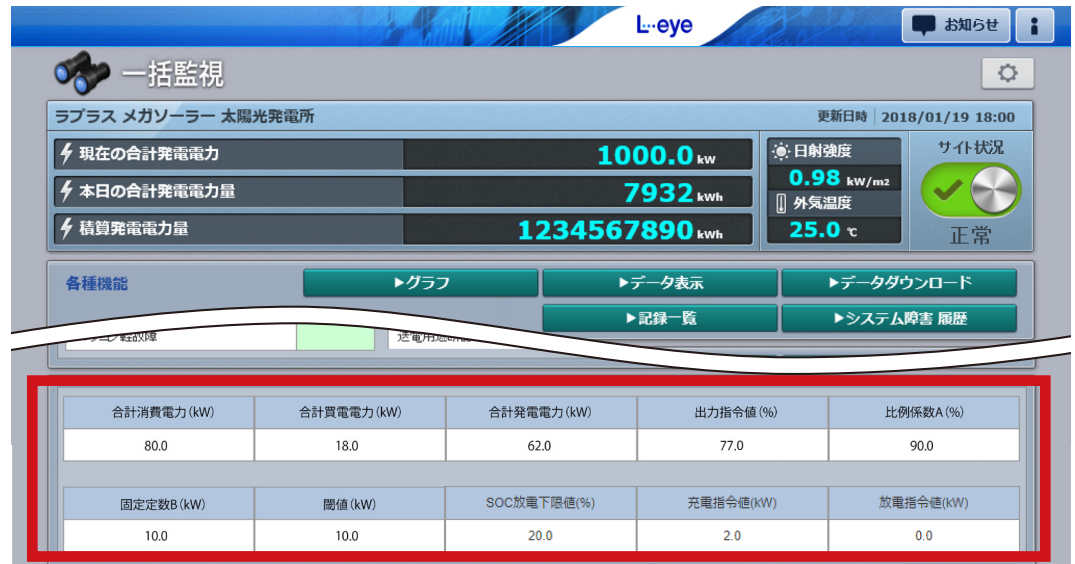 L・・eye
お知らせ
一括監視
ラプラス メガソーラー 太陽光発電所
更新日時 2018/01/19 18:00
現在の合計発電電力 1000.0 kW
本日の合計発電電力量 7932 kWh
積算発電電力量 1234567890 kWh
日射強度
0.98 kW/m2
外気温度
25.0 ℃
サイト状況
正常
各種機能
▶グラフ ▶データ表示 ▶データダウンロード
▶記録一覧 ▶システム障害 履歴
合計消費電力(kW) 合計買電電力(kW) 合計発電電力(kW) 出力指令値(%) 比例係数A(%)
80.0 18.0 62.0 77.0 90.0
固定定数B(kW) 閾値(kW) SOC放電下限値(%) 充電指令値(kW) 放電指令値(kW)
10.0 10.0 20.0 2.0 0.0